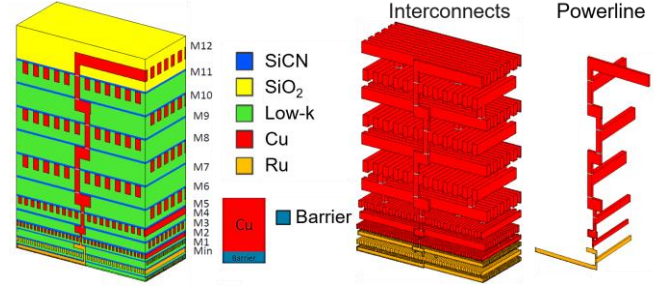 Interconnects
Powerline
M12
M11
M10
M9
M8
M7
M6
M5
M4
M3
M2
M1
Min
SiCN
SiO₂
Low-k
Cu
Ru
Cu
Barrier
Barrier